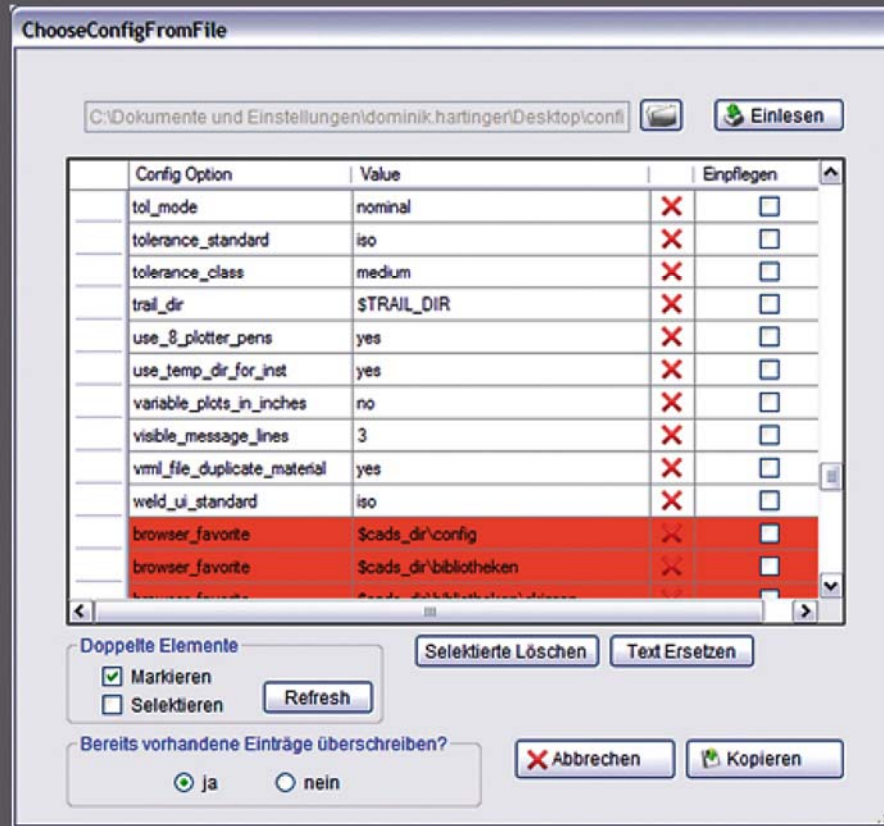 ChooseConfigFromFile
C:\Dokumente und Einstellungen\dominik.hartinger\Desktop\confi
Einlesen
Config Option Value Einpflegen
tol_mode nominal
tolerance_standard iso
tolerance_class medium
trail_dir $TRAIL_DIR
use_8_plotter_pens yes
use_temp_dir_for_inst yes
variable_plots_in_inches no
visible_message_lines 3
vrml_file_duplicate_material yes
weld_ui_standard iso
browser_favorite $cads_dir\config
browser_favorite $cads_dir\bibliotheken
Doppelte Elemente
Markieren
Selektieren
Refresh
Selektierte Löschen
Text Ersetzen
Bereits vorhandene Einträge überschreiben?
ja nein
Abbrechen
Kopieren